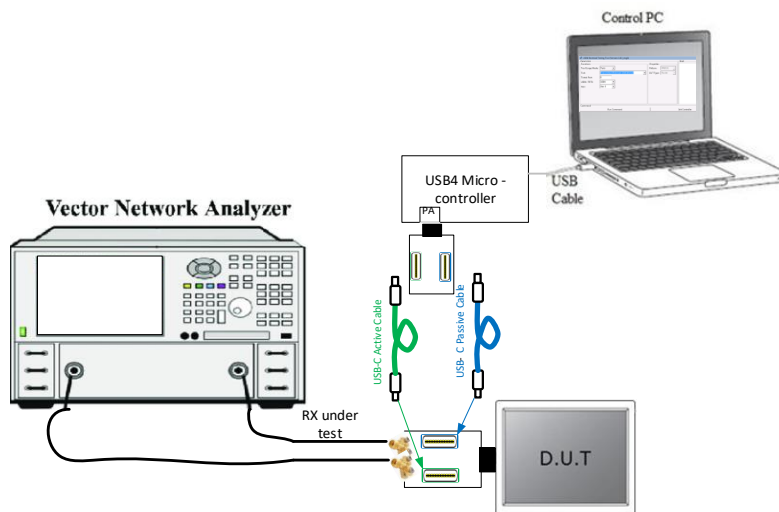 Control PC
USB4 Micro -
controller
PA
USB
Cable
Vector Network Analyzer
USB-C Active Cable
USB- C Passive Cable
RX under
test
D.U.T